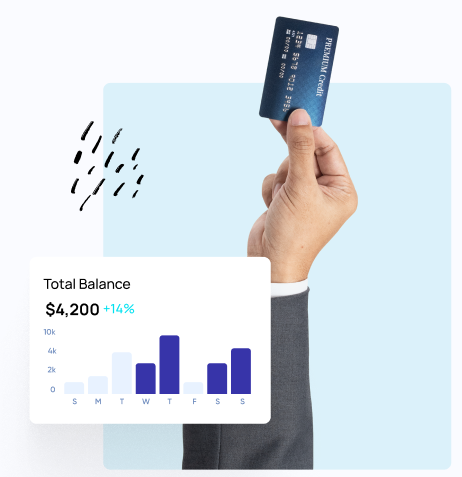 PREMIUM Credit
Total Balance
$4,200 +14%
10k
4k
2k
0
S M T W T F S S